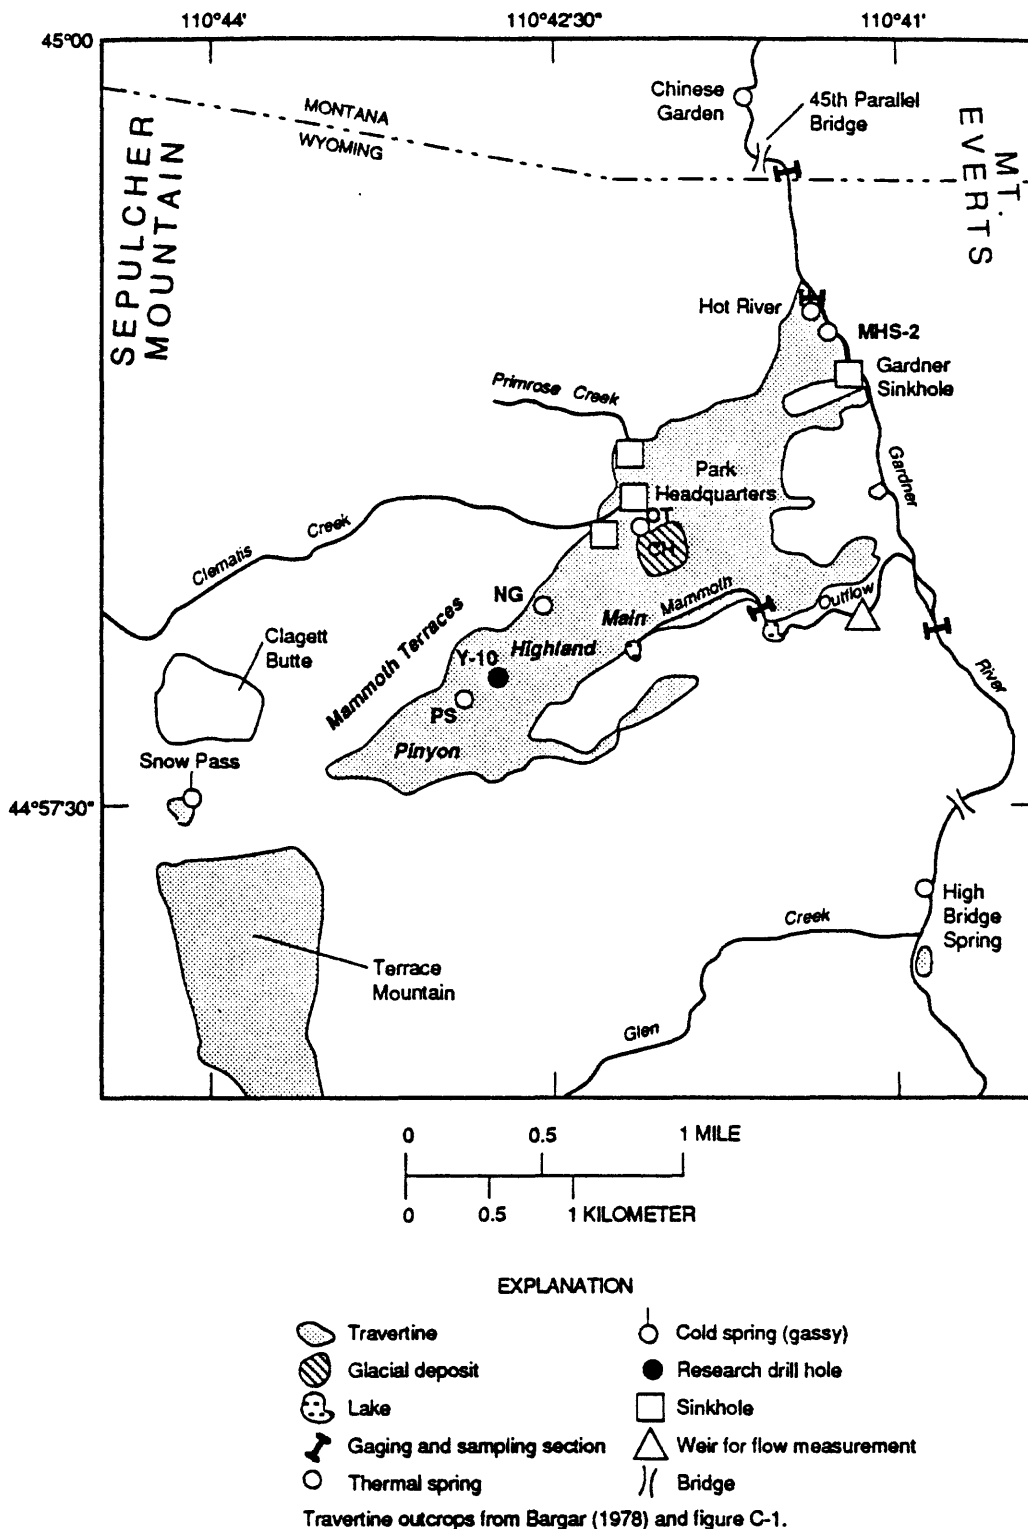 110°44' 110°42'30" 110°41'
45°00
MONTANA
WYOMING
SEPULCHER
MOUNTAIN
Chinese
Garden
45th Parallel
Bridge
MT.
EVERTS
Hot River
MHS-2
Gardner
Sinkhole
Primrose Creek
Park
Headquarters
Gardner
Clematis Creek
Clagett
Butte
Mammoth Terraces
NG
Main
Mammoth
Outflow
Highland
Y-10
PS
Pinyon
River
Snow Pass
44°57'30"
High
Bridge
Spring
Creek
Terrace
Mountain
Glen
0 0.5 1 MILE
0 0.5 1 KILOMETER
EXPLANATION
Travertine
Cold spring (gassy)
Glacial deposit
Research drill hole
Lake
Sinkhole
Gaging and sampling section
Weir for flow measurement
Thermal spring
Bridge
Travertine outcrops from Bargar (1978) and figure C-1.